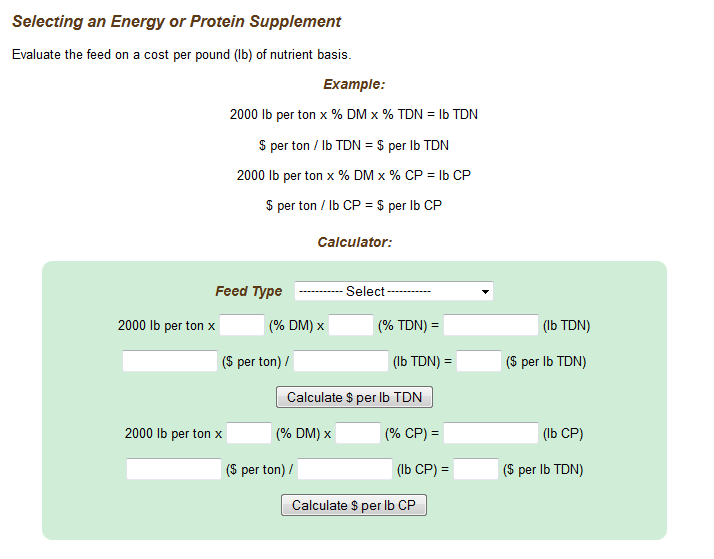 Selecting an Energy or Protein Supplement
Evaluate the feed on a cost per pound (lb) of nutrient basis.
Example:
2000 lb per ton x % DM x % TDN = lb TDN
$ per ton / lb TDN = $ per lb TDN
2000 lb per ton x % DM x % CP = lb CP
$ per ton / lb CP = $ per lb CP
Calculator:
Feed Type ----------- Select-----------
2000 lb per ton x (% DM) x (% TDN) = (lb TDN)
($ per ton) / (lb TDN) = ($ per lb TDN)
Calculate $ per lb TDN
2000 lb per ton x (% DM) x (% CP) = (lb CP)
($ per ton) / (lb CP) = ($ per lb TDN)
Calculate $ per lb CP